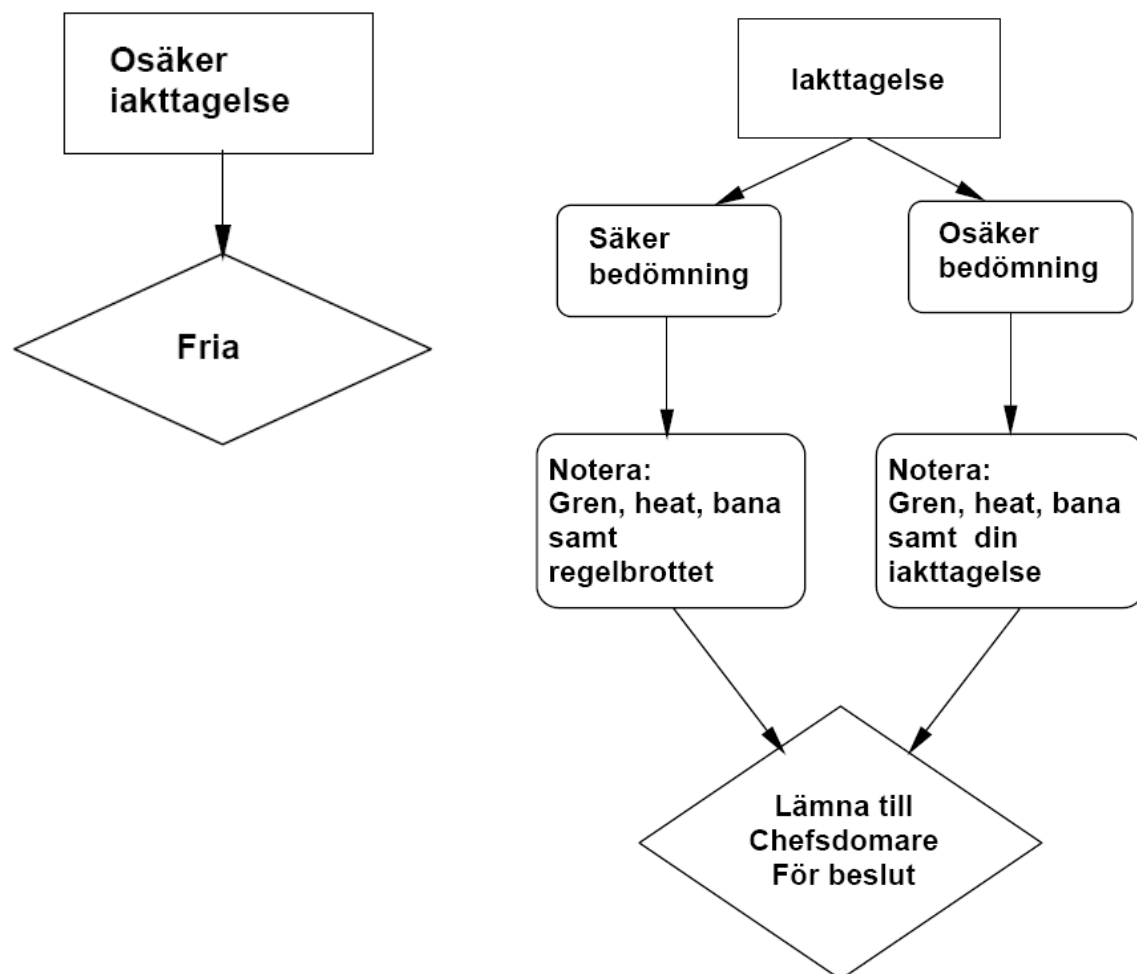 Osäker
iakttagelse
Fria
Iakttagelse
Säker
bedömning
Osäker
bedömning
Notera:
Gren, heat, bana
samt
regelbrottet
Notera:
Gren, heat, bana
samt din
iakttagelse
Lämna till
Chefsdomare
För beslut